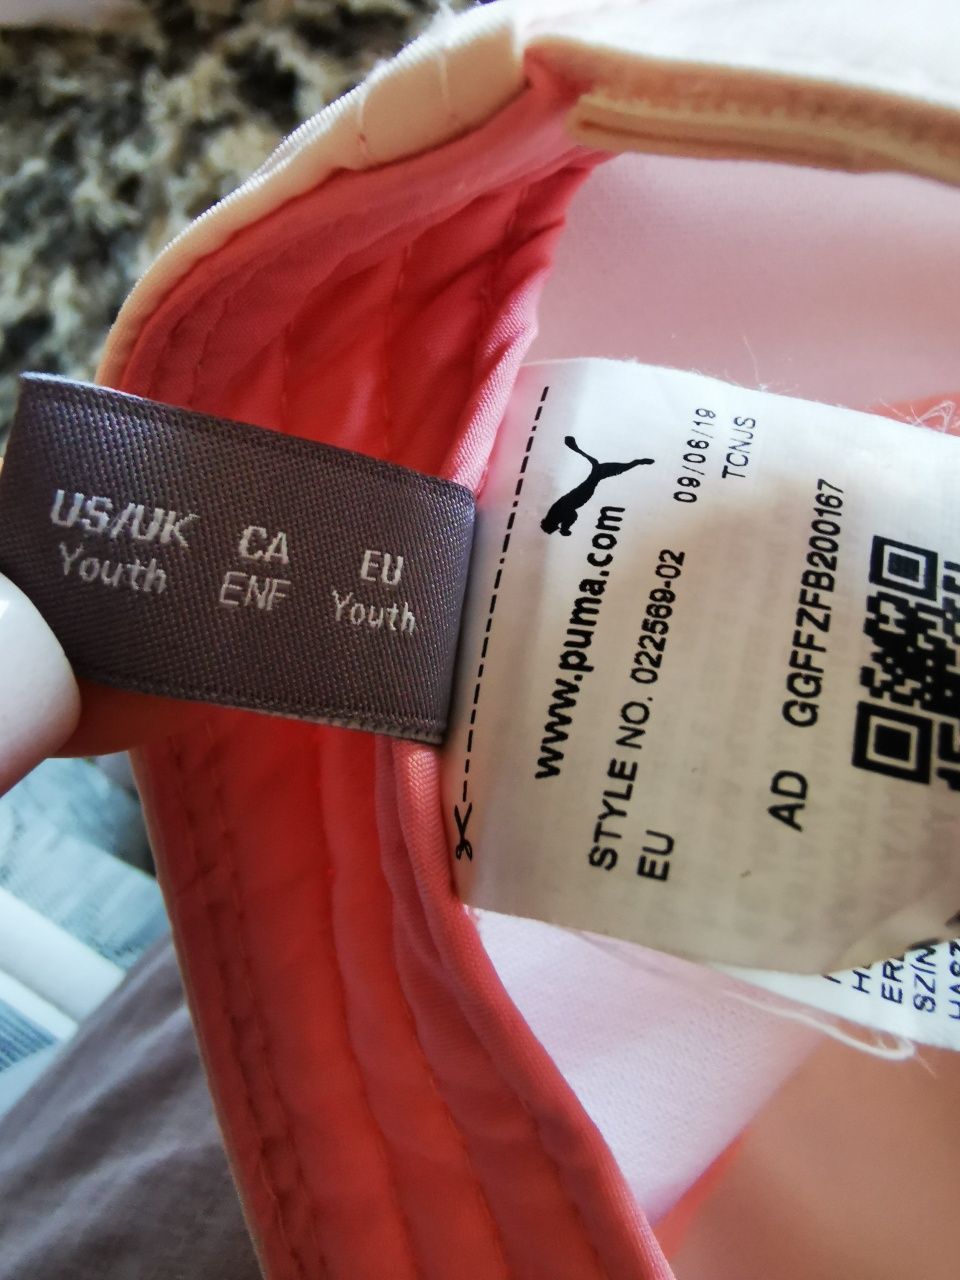 US/UK
Youth
CA
ENF
EU
Youth
www.puma.com
09/06/19
TCNJS
STYLE NO. 022569-02
EU
AD GGFFZFB200167